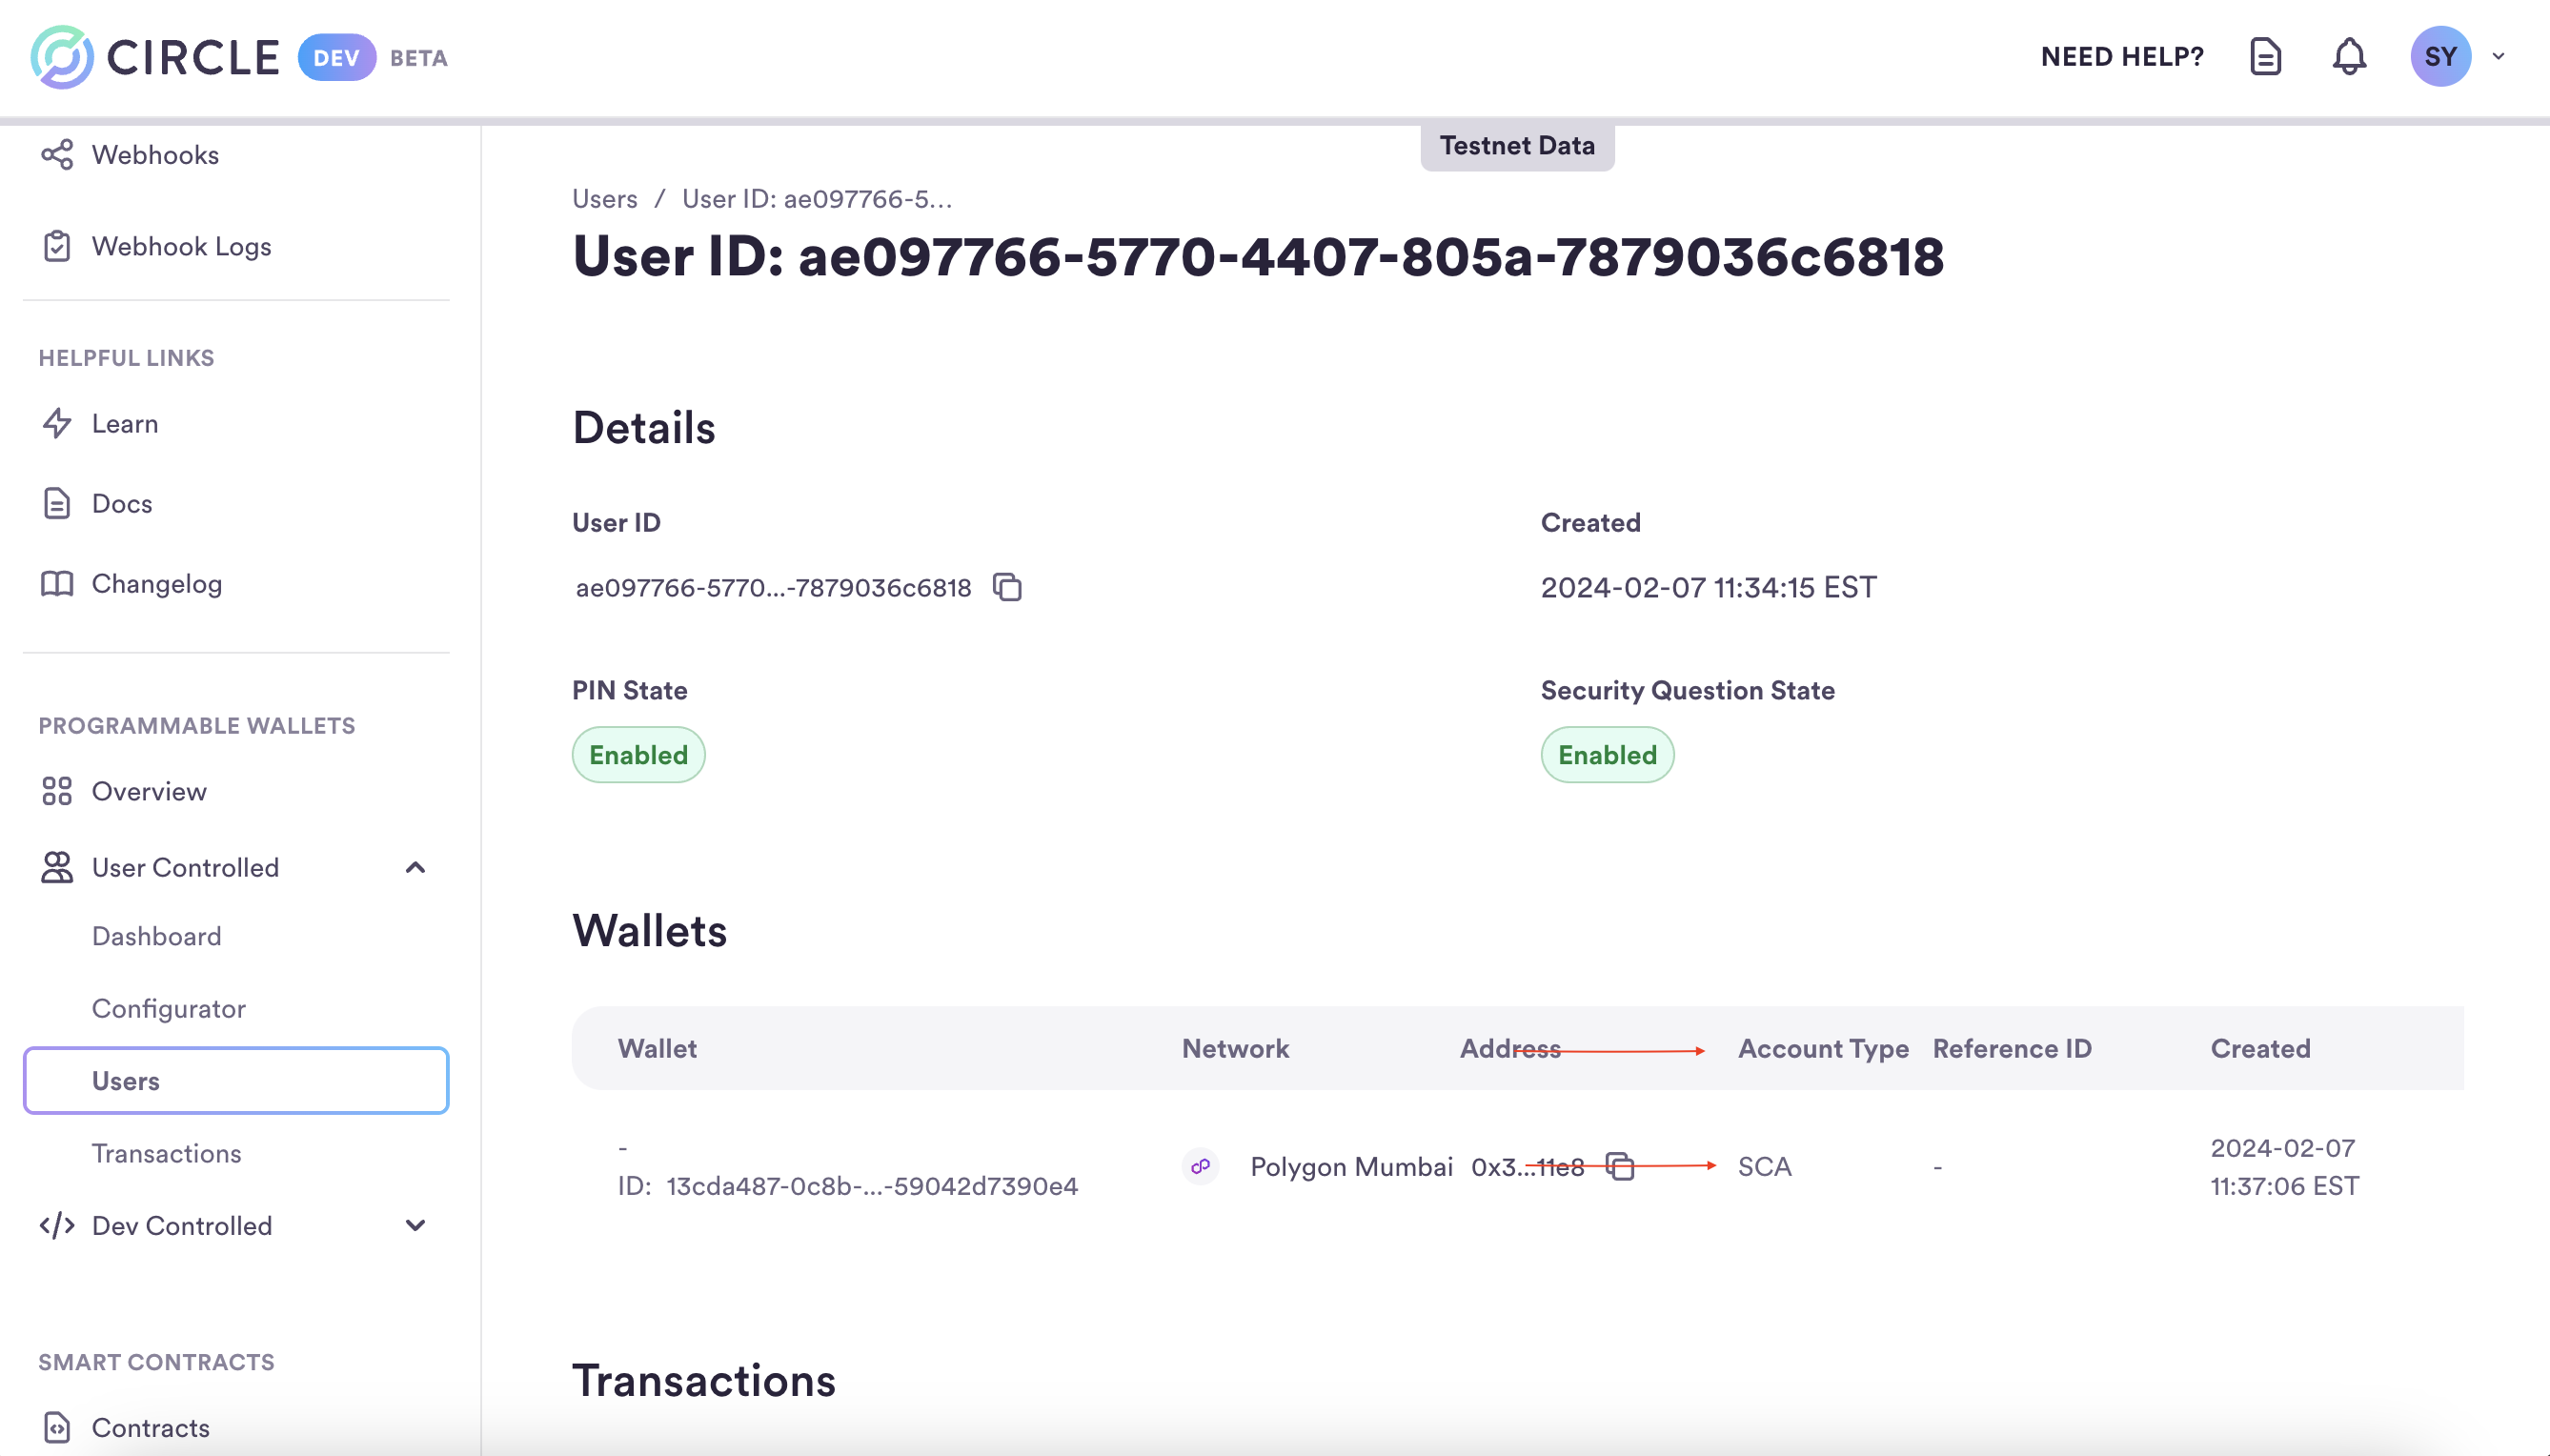 CIRCLE DEV BETA
NEED HELP?
SY
Webhooks
Webhook Logs
HELPFUL LINKS
Learn
Docs
Changelog
PROGRAMMABLE WALLETS
Overview
User Controlled
Dashboard
Configurator
Users
Transactions
Dev Controlled
SMART CONTRACTS
Contracts
Testnet Data
Users / User ID: ae097766-5...
User ID: ae097766-5770-4407-805a-7879036c6818
Details
User ID
ae097766-5770...-7879036c6818
Created
2024-02-07 11:34:15 EST
PIN State
Enabled
Security Question State
Enabled
Wallets
Wallet Network Address Account Type Reference ID Created
-
ID: 13cda487-0c8b-...-59042d7390e4
Polygon Mumbai 0x3...11e8 SCA -
2024-02-07
11:37:06 EST
Transactions